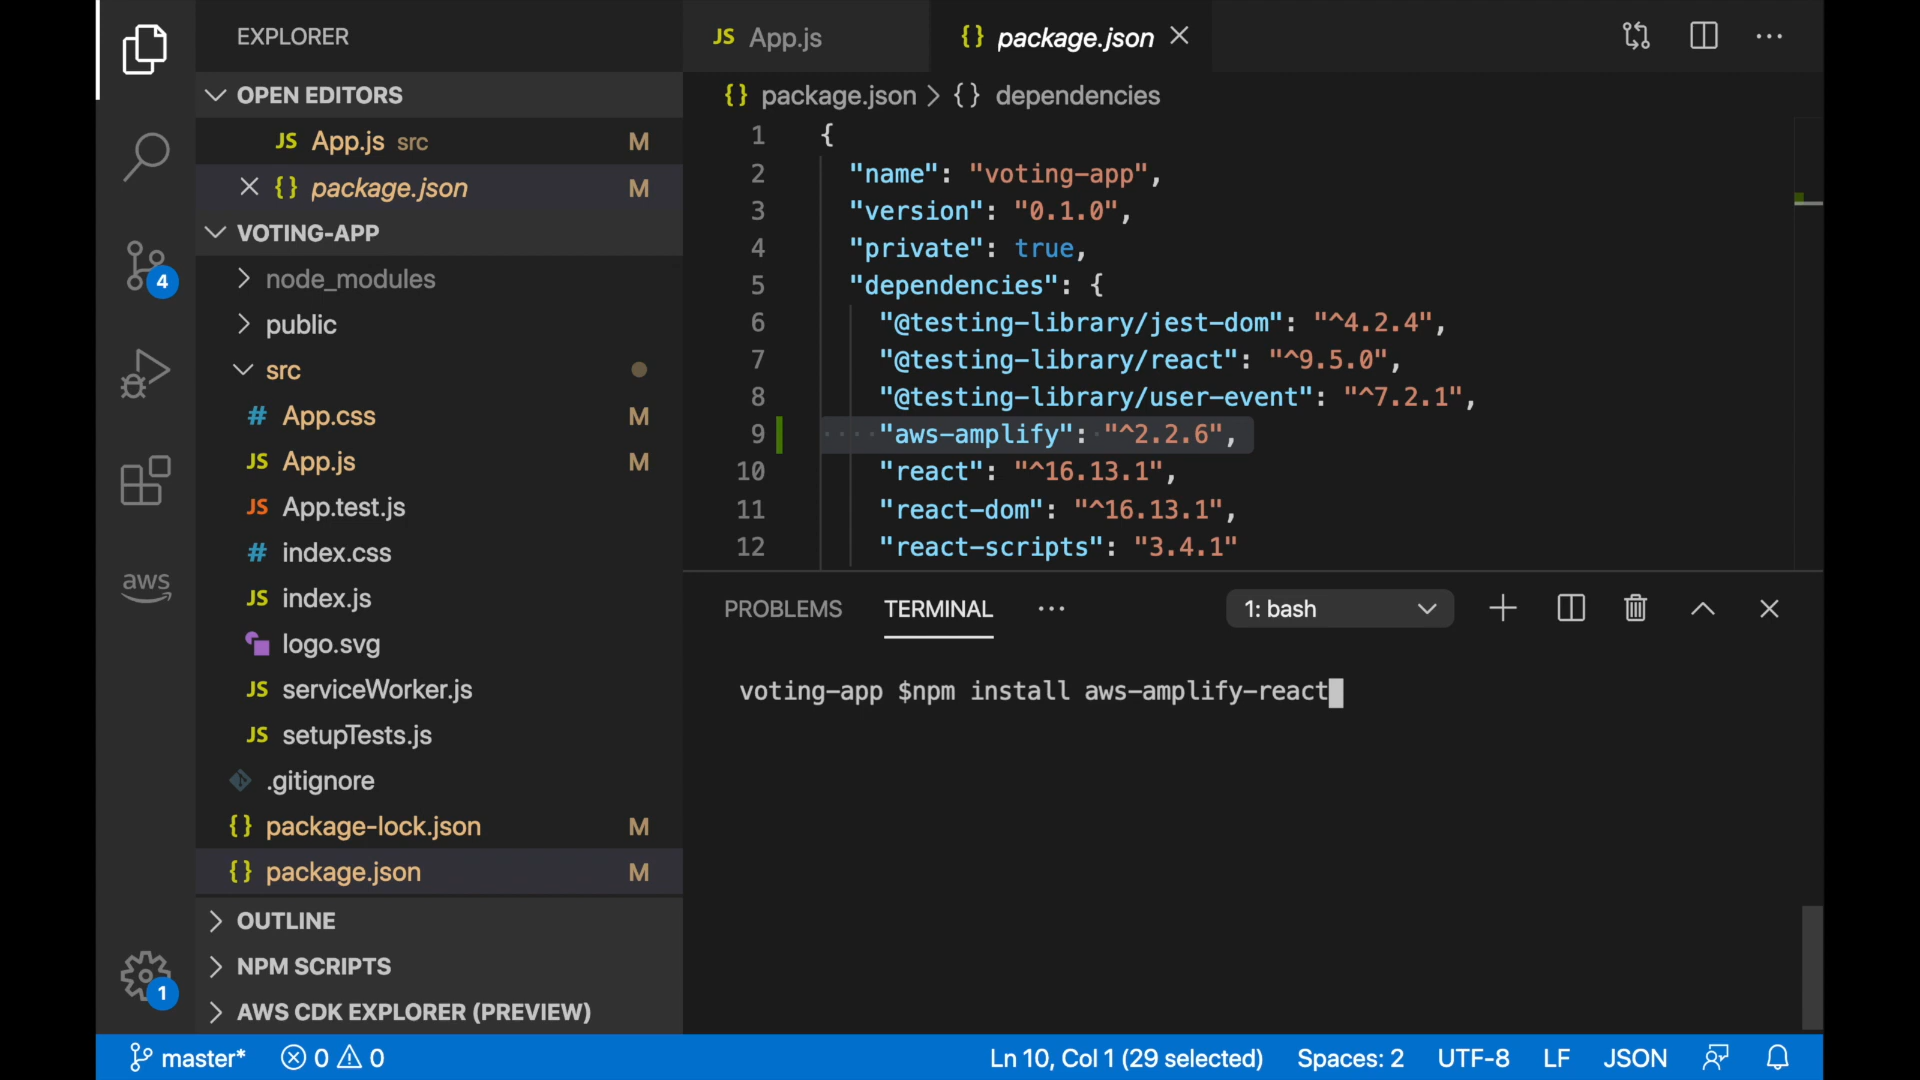 EXPLORER
OPEN EDITORS
JS App.js src M
{} package.json M
VOTING-APP
node_modules
public
src
# App.css M
JS App.js M
JS App.test.js
# index.css
JS index.js
logo.svg
JS serviceWorker.js
JS setupTests.js
.gitignore
{} package-lock.json M
{} package.json M
OUTLINE
NPM SCRIPTS
AWS CDK EXPLORER (PREVIEW)
4
aws
1
JS App.js
{} package.json
{} package.json > {} dependencies
1 {
2 "name": "voting-app",
3 "version": "0.1.0",
4 "private": true,
5 "dependencies": {
6 "@testing-library/jest-dom": "^4.2.4",
7 "@testing-library/react": "^9.5.0",
8 "@testing-library/user-event": "^7.2.1",
9 "aws-amplify": "^2.2.6",
10 "react": "^16.13.1",
11 "react-dom": "^16.13.1",
12 "react-scripts": "3.4.1"
PROBLEMS TERMINAL ··· 1: bash
voting-app $npm install aws-amplify-react
master* 0 0 Ln 10, Col 1 (29 selected) Spaces: 2 UTF-8 LF JSON